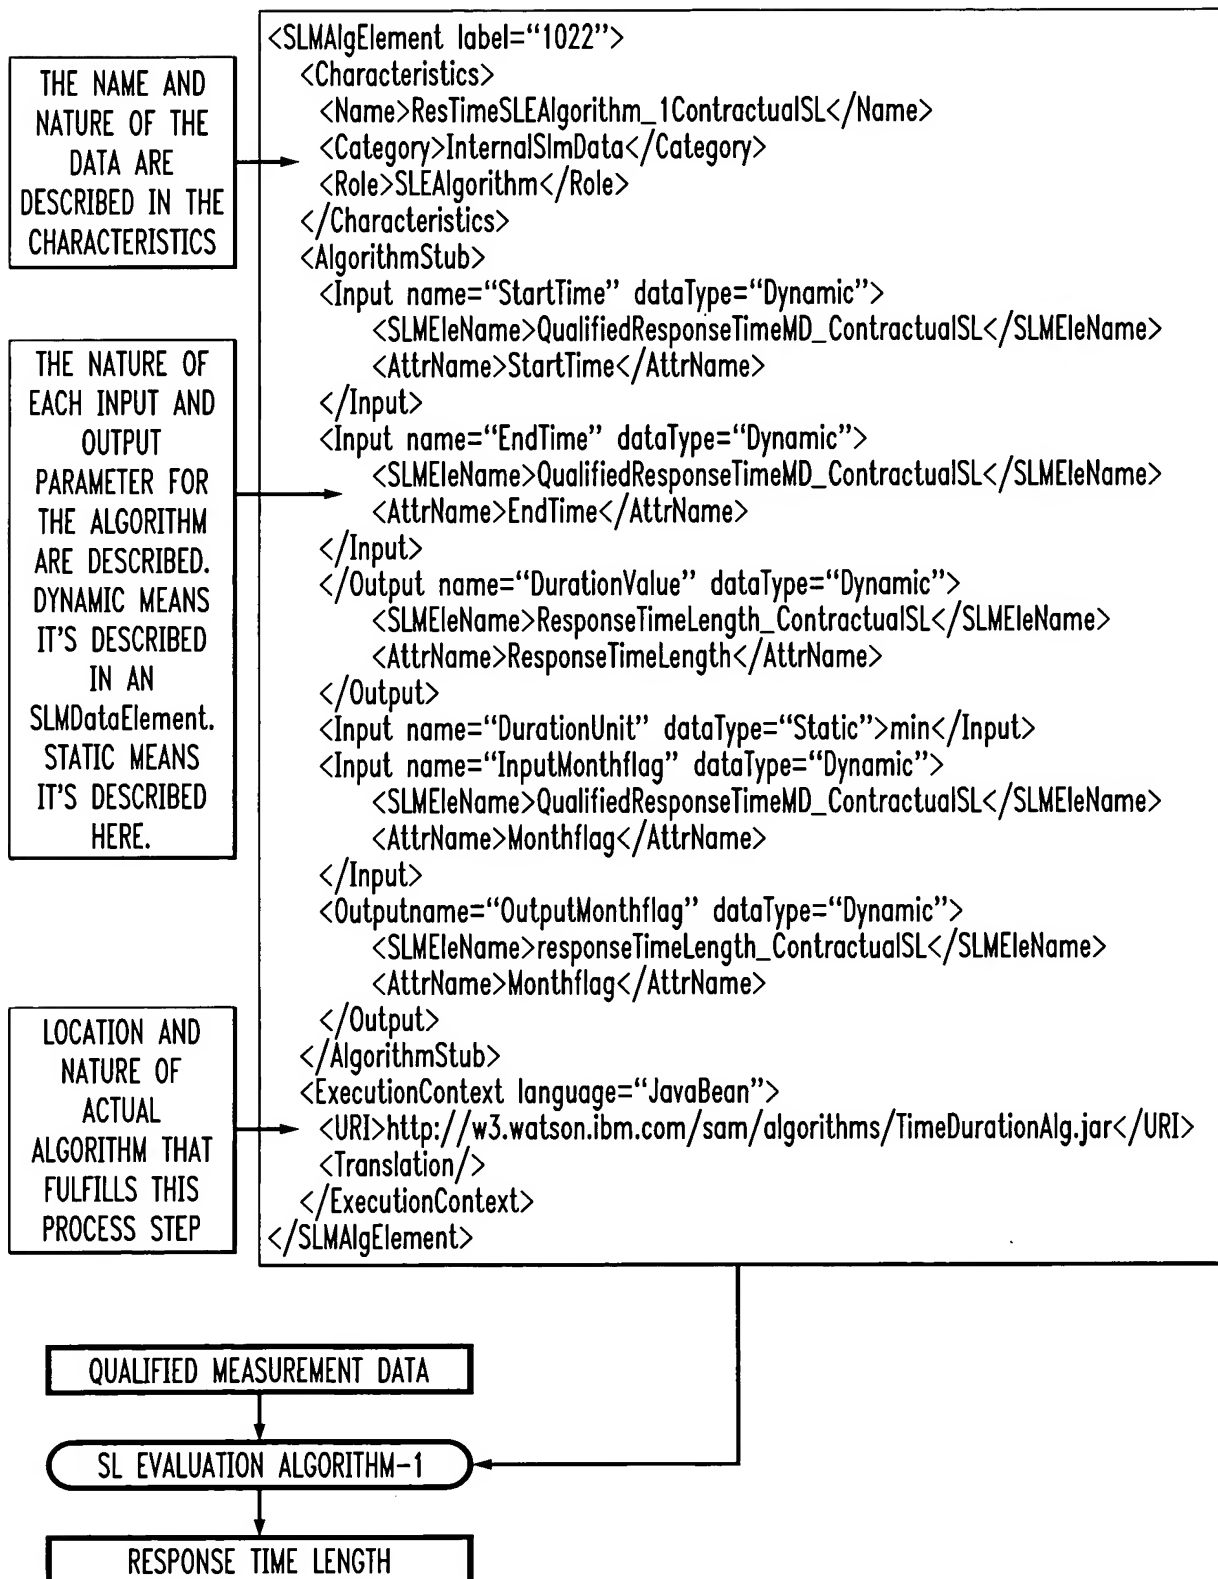 <SLMAlgElement label="1022">
<Characteristics>
<Name>ResTimeSLEAlgorithm_1ContractualSL</Name>
<Category>InternalSlmData</Category>
<Role>SLEAlgorithm</Role>
</Characteristics>
<AlgorithmStub>
<Input name="StartTime" dataType="Dynamic">
<SLMEleName>QualifiedResponseTimeMD_ContractualSL</SLMEleName>
<AttrName>StartTime</AttrName>
</Input>
<Input name="EndTime" dataType="Dynamic">
<SLMEleName>QualifiedResponseTimeMD_ContractualSL</SLMEleName>
<AttrName>EndTime</AttrName>
</Input>
</Output name="DurationValue" dataType="Dynamic">
<SLMEleName>ResponseTimeLength_ContractualSL</SLMEleName>
<AttrName>ResponseTimeLength</AttrName>
</Output>
<Input name="DurationUnit" dataType="Static">min</Input>
<Input name="InputMonthflag" dataType="Dynamic">
<SLMEleName>QualifiedResponseTimeMD_ContractualSL</SLMEleName>
<AttrName>Monthflag</AttrName>
</Input>
<Outputname="OutputMonthflag" dataType="Dynamic">
<SLMEleName>responseTimeLength_ContractualSL</SLMEleName>
<AttrName>Monthflag</AttrName>
</Output>
</AlgorithmStub>
<ExecutionContext language="JavaBean">
<URI>http://w3.watson.ibm.com/sam/algorithms/TimeDurationAlg.jar</URI>
<Translation/>
</ExecutionContext>
</SLMAlgElement>
THE NAME AND
NATURE OF THE
DATA ARE
DESCRIBED IN THE
CHARACTERISTICS
THE NATURE OF
EACH INPUT AND
OUTPUT
PARAMETER FOR
THE ALGORITHM
ARE DESCRIBED.
DYNAMIC MEANS
IT'S DESCRIBED
IN AN
SLMDataElement.
STATIC MEANS
IT'S DESCRIBED
HERE.
LOCATION AND
NATURE OF
ACTUAL
ALGORITHM THAT
FULFILLS THIS
PROCESS STEP
QUALIFIED MEASUREMENT DATA
SL EVALUATION ALGORITHM-1
RESPONSE TIME LENGTH